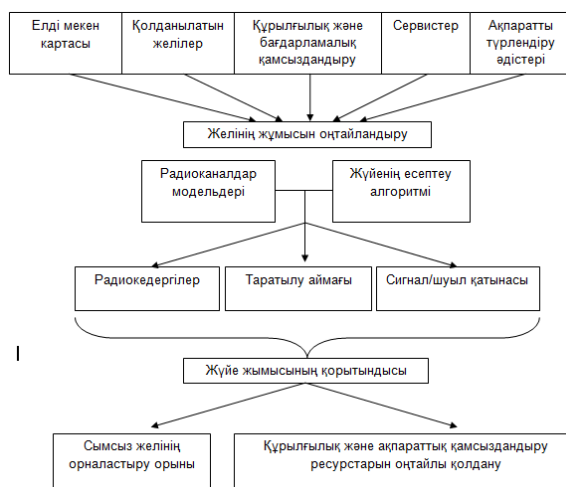 Елді мекен
картасы
Қолданылатын
желілер
Құрылғылық және
бағдарламалық
қамсыздандыру
Сервистер
Ақпаратты
түрлендіру
әдістері
Желінің жұмысын оңтайландыру
Радиоканалдар
модельдері
Жүйенің есептеу
алгоритмі
Радиокедергілер
Таратылу аймағы
Сигнал/шуыл қатынасы
Жүйе жымысының қорытындысы
Сымсыз желінің
орналастыру орыны
Құрылғылық және ақпараттық қамсыздандыру
ресурстарын оңтайлы қолдану